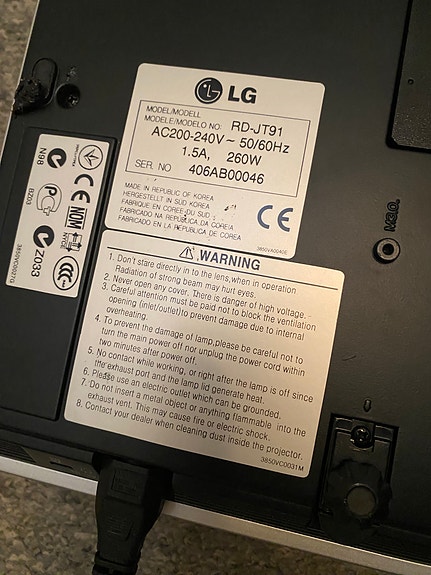 LG
MODEL/MODELL
MODELE/MODELO NO: RD-JT91
AC200-240V ~ 50/60Hz
1.5A, 260W
SER. NO 406AB00046
MADE IN REPUBLIC OF KOREA
HERGESTELLT IN SÜD KOREA
FABRIQUE EN COREE DU SUD
FABRICADO NA REPUBLICA DA COREIA
FABRICADO EN LA REPUBLICA DE COREA
CE
3850VA0040E
N98
CE
BZ03
NOM
NYCE
Z033
CCC
3850VC0027G
OPEN
WARNING
1. Don't stare directly in to the lens,when in operation
Radiation of strong beam may hurt eyes.
2. Never open any cover. There is danger of high voltage.
3. Careful attention must be paid not to block the ventilation
opening (inlet/outlet)to prevent damage due to internal
overheating.
4. To prevent the damage of lamp,please be careful not to
turn the main power off nor unplug the power cord within
two minutes after power off.
5. No contact while working, or right after the lamp is off since
the exhaust port and the lamp lid generate heat.
6. Please use an electric outlet which can be grounded.
7. Do not insert a metal object or anything flammable into the
exhaust vent. This may cause fire or electric shock.
8. Contact your dealer when cleaning dust inside the projector.
3850VC0031M